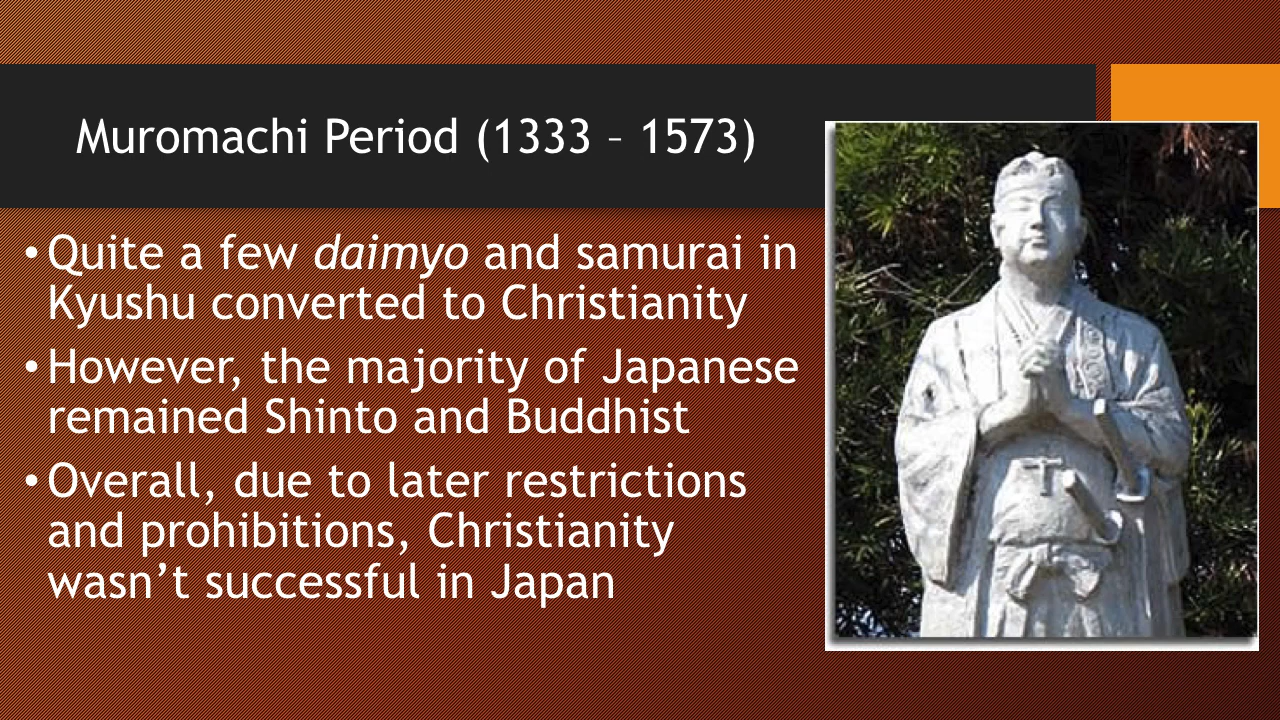 Muromachi Period (1333 – 1573)
• Quite a few daimyo and samurai in
Kyushu converted to Christianity
• However, the majority of Japanese
remained Shinto and Buddhist
• Overall, due to later restrictions
and prohibitions, Christianity
wasn’t successful in Japan